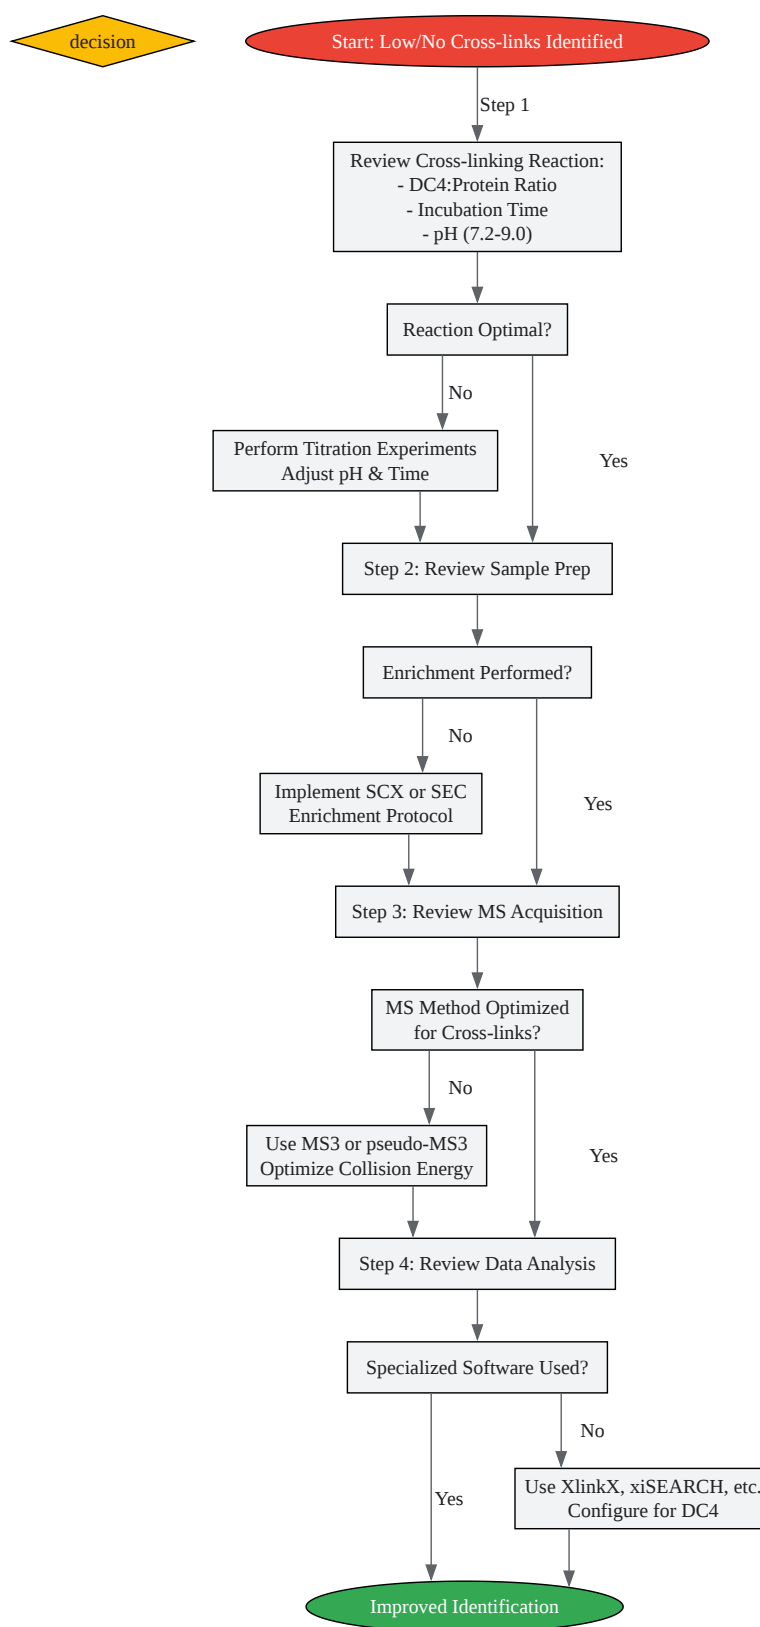 decision
Start: Low/No Cross-links Identified
Step 1
Review Cross-linking Reaction:
- DC4:Protein Ratio
- Incubation Time
- pH (7.2-9.0)
Reaction Optimal?
No
Perform Titration Experiments
Adjust pH & Time
Yes
Step 2: Review Sample Prep
Enrichment Performed?
No
Implement SCX or SEC
Enrichment Protocol
Yes
Step 3: Review MS Acquisition
MS Method Optimized
for Cross-links?
No
Use MS3 or pseudo-MS3
Optimize Collision Energy
Yes
Step 4: Review Data Analysis
Specialized Software Used?
No
Use XlinkX, xiSEARCH, etc.
Configure for DC4
Yes
Improved Identification